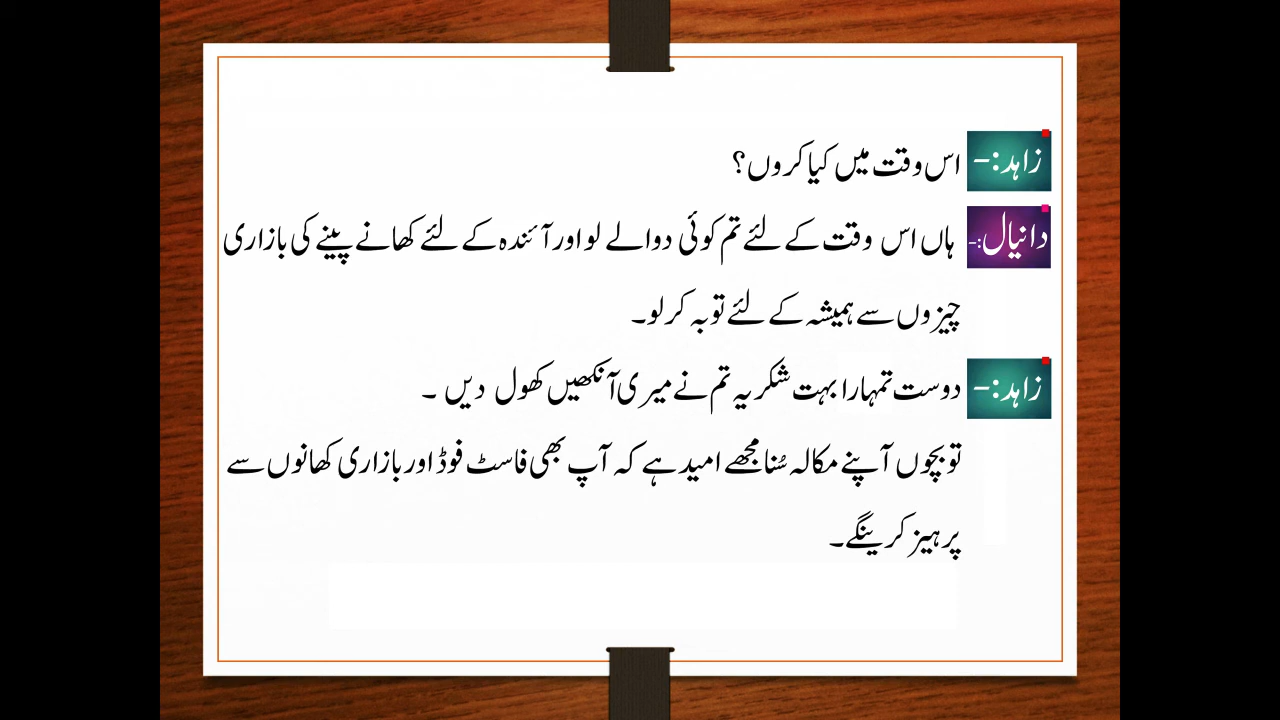 زاہد:- اس وقت میں کیا کروں؟
دانیال:- ہاں اس وقت کے لئے تم کوئی دوا لے لو اور آئندہ کے لئے کھانے پینے کی بازاری
چیزوں سے ہمیشہ کے لئے توبہ کرلو۔
زاہد:- دوست تمہارا بہت شکریہ تم نے میری آنکھیں کھول دیں ۔
تو بچوں آپنے مکالہ سُنا مجھے امید ہے کہ آپ بھی فاسٹ فوڈ اور بازاری کھانوں سے
پرہیز کرینگے۔